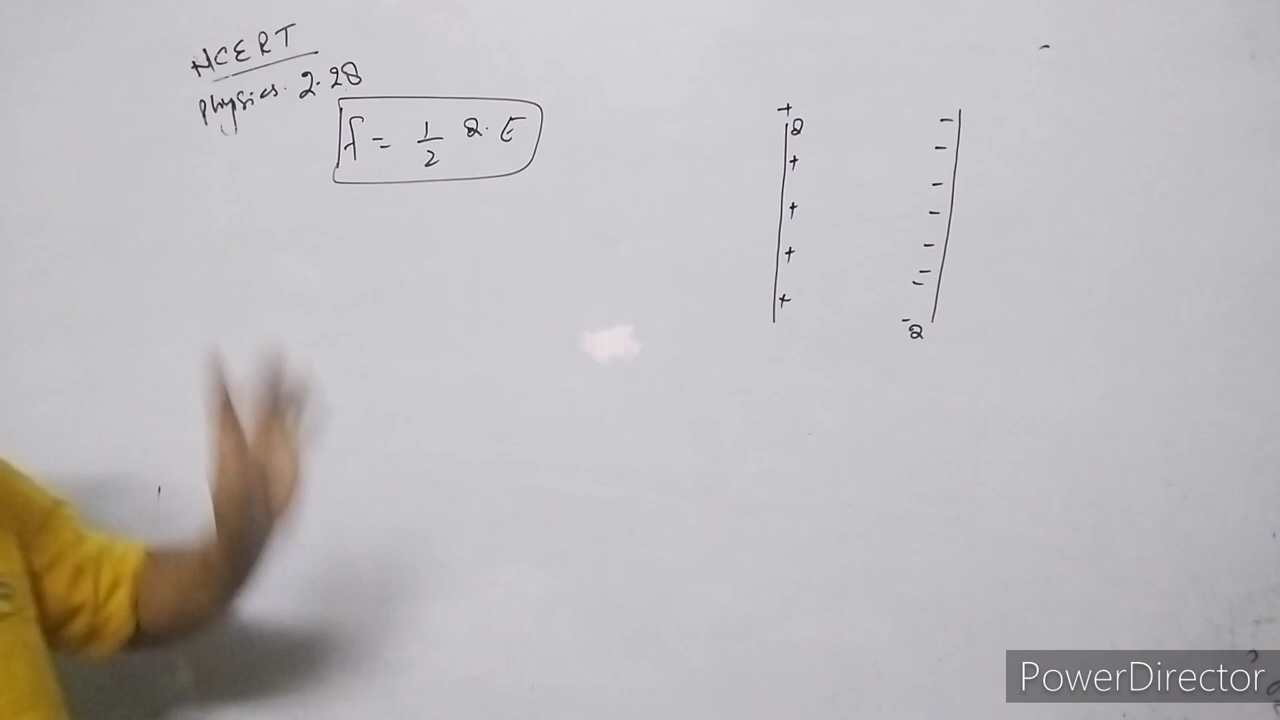 NCERT
Physics. 2.28
f = 1/2 Q. E
+ -
Q -
+ -
+ -
+ -
+ -
-
-Q
PowerDirector